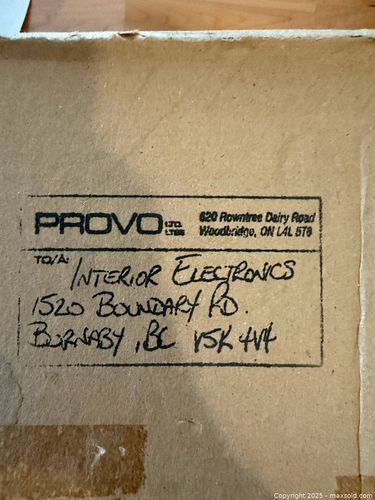 PROVO LTD. LTEE
620 Rowntree Dairy Road
Woodbridge, ON L4L 5T8
TO/A:
INTERIOR ELECTRONICS
1520 BOUNDARY RD.
BURNABY, BC V5K 4V4
Copyright 2025 - maxsold.com